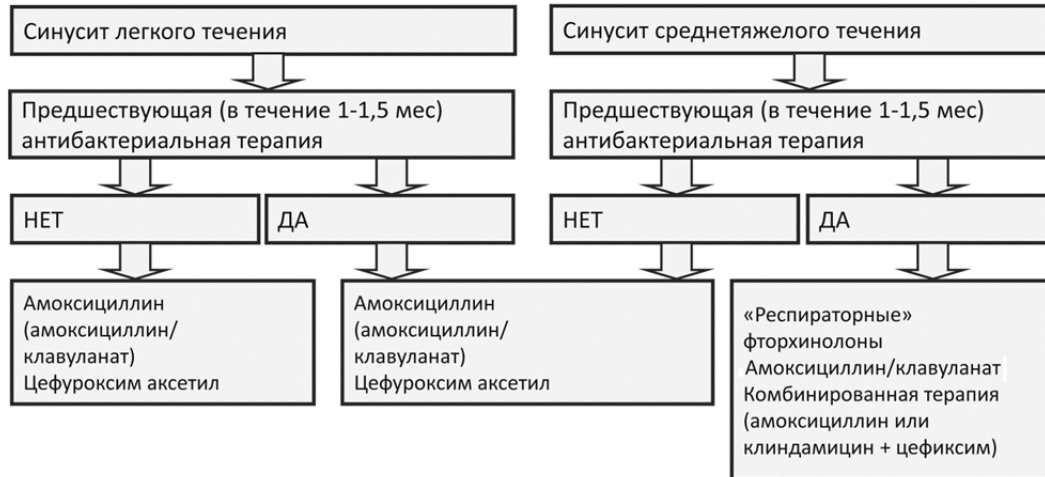 Синусит легкого течения
Синусит среднетяжелого течения
Предшествующая (в течение 1-1,5 мес)
антибактериальная терапия
Предшествующая (в течение 1-1,5 мес)
антибактериальная терапия
НЕТ
ДА
НЕТ
ДА
Амоксициллин
(амоксициллин/
клавуланат)
Цефуроксим аксетил
Амоксициллин
(амоксициллин/
клавуланат)
Цефуроксим аксетил
«Респираторные»
фторхинолоны
Амоксициллин/клавуланат
Комбинированная терапия
(амоксициллин или
клиндамицин + цефиксим)